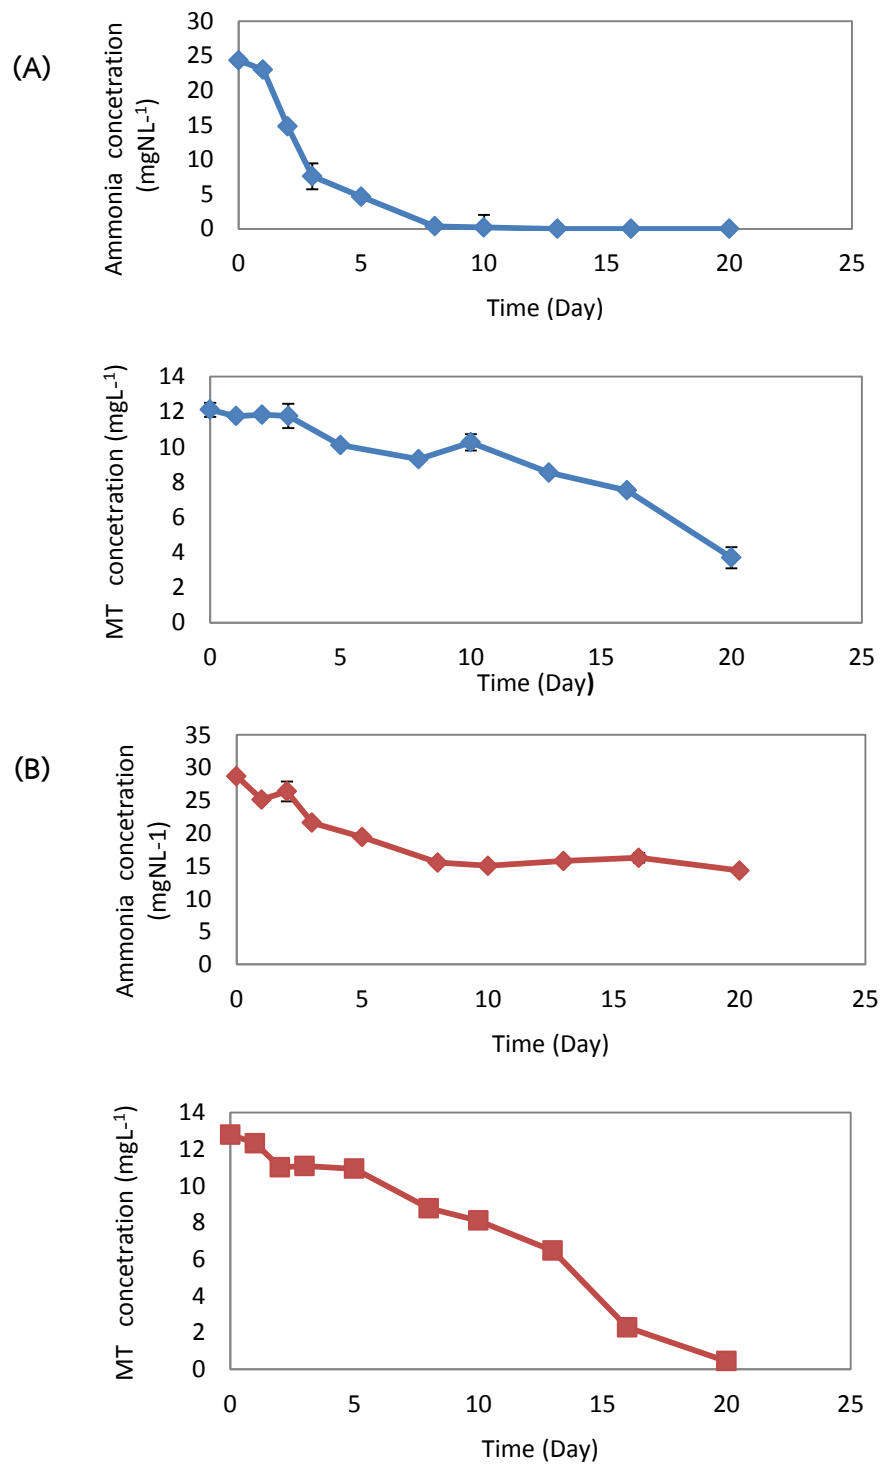 (A)
Ammonia concetration
(mgNL-¹)
30
25
20
15
10
5
0
0 5 10 15 20 25
Time (Day)
MT concetration (mgL-¹)
14
12
10
8
6
4
2
0
0 5 10 15 20 25
Time (Day)
(B)
Ammonia concetration
(mgNL-1)
35
30
25
20
15
10
5
0
0 5 10 15 20 25
Time (Day)
MT concetration (mgL-¹)
14
12
10
8
6
4
2
0
0 5 10 15 20 25
Time (Day)